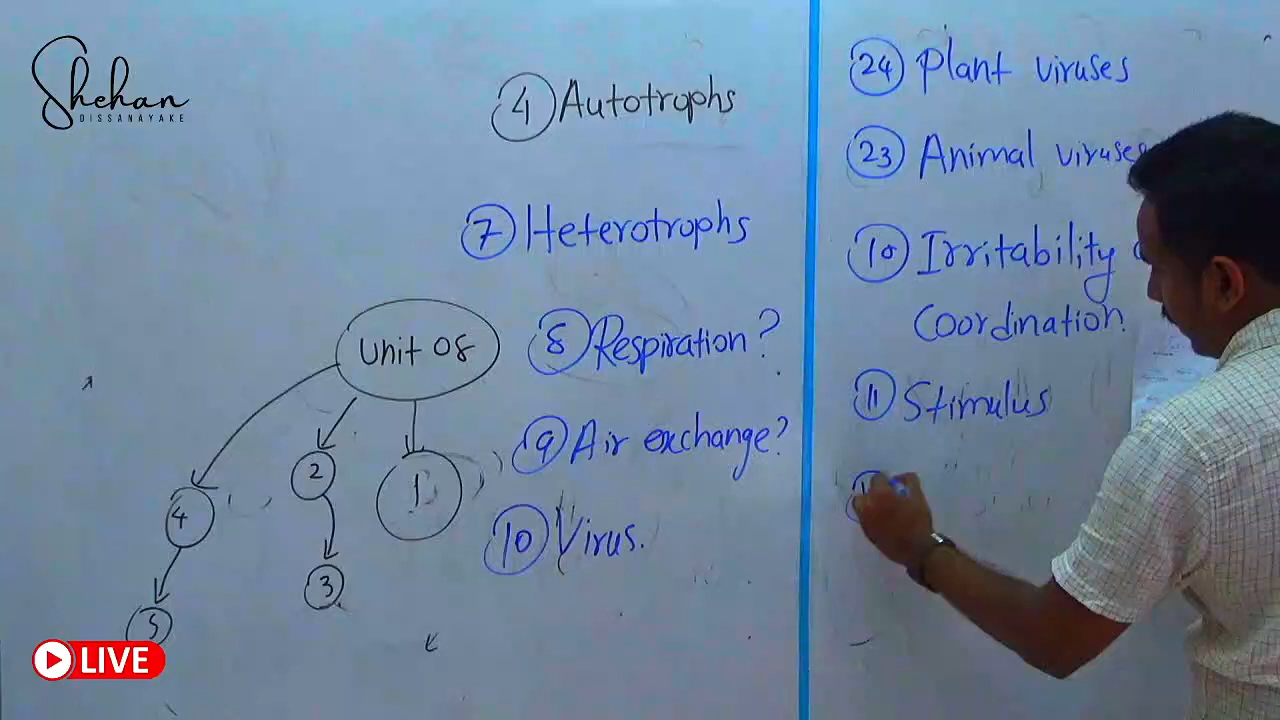 Shehan
DISSANAYAKE
4 Autotrophs
7 Heterotrophs
8 Respiration?
9 Air exchange?
10 Virus.
Unit 08
4
2
1
3
5
LIVE
24 Plant viruses
23 Animal viruses
10 Irritability
Coordination.
11 Stimulus